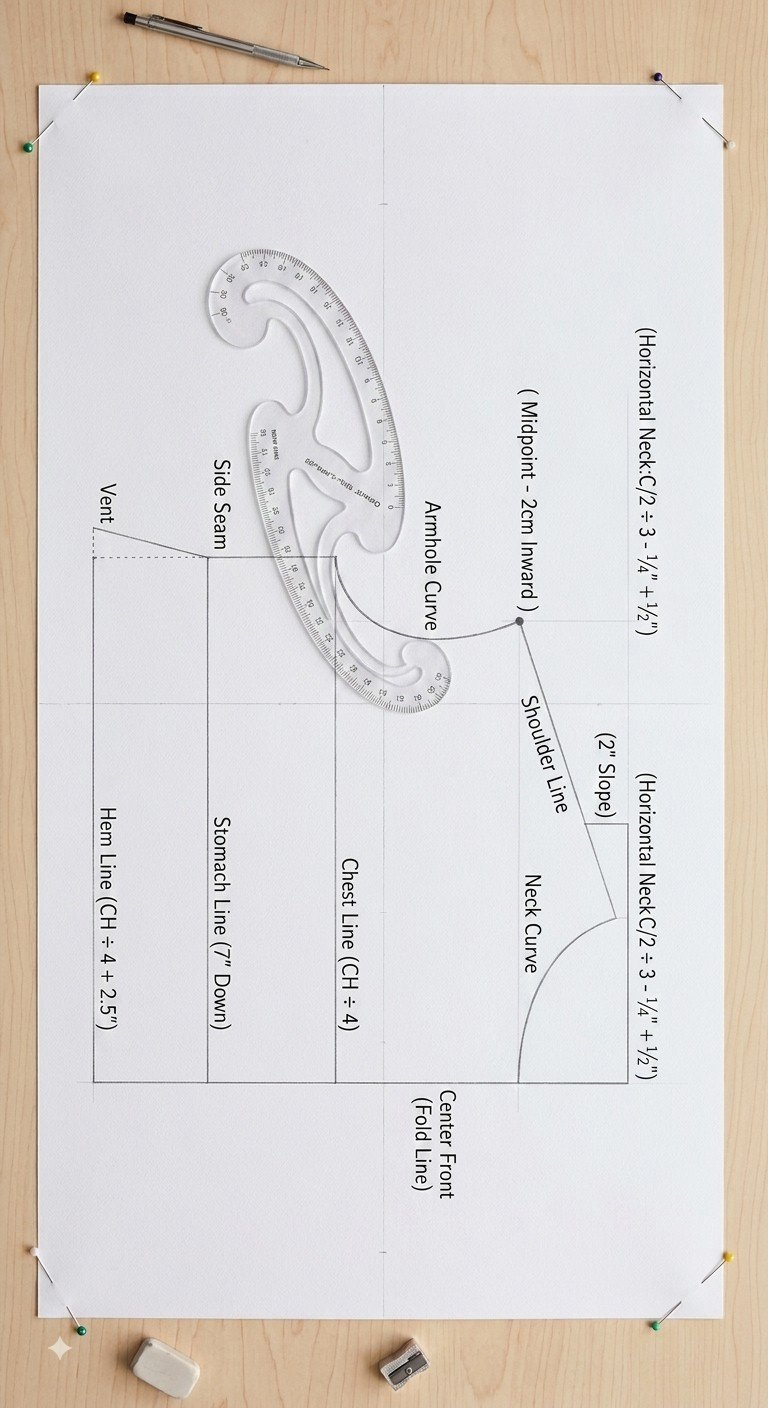 (Horizontal Neck:C/2 ÷ 3 - ¼" + ½")
(Horizontal NeckC/2 ÷ 3 - ¼" + ½")
(2" Slope)
( Midpoint - 2cm Inward )
Shoulder Line
Neck Curve
Armhole Curve
Center Front
(Fold Line)
Chest Line (CH ÷ 4)
Side Seam
Stomach Line (7" Down)
Vent
Hem Line (CH ÷ 4 + 2.5")